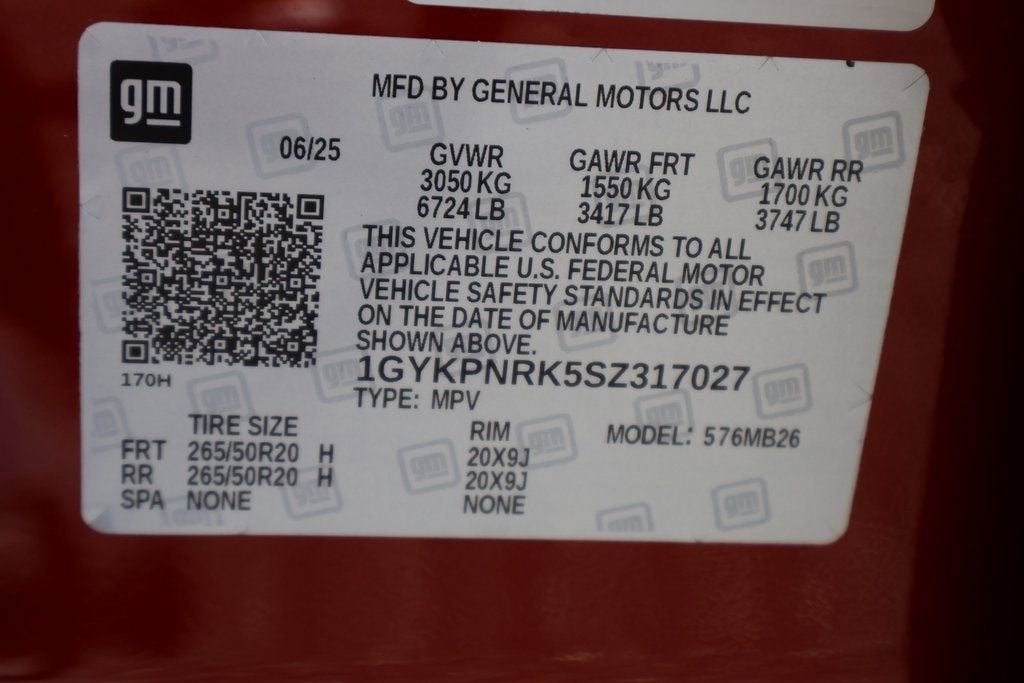 gm
MFD BY GENERAL MOTORS LLC
06/25
GVWR GAWR FRT GAWR RR
3050 KG 1550 KG 1700 KG
6724 LB 3417 LB 3747 LB
THIS VEHICLE CONFORMS TO ALL
APPLICABLE U.S. FEDERAL MOTOR
VEHICLE SAFETY STANDARDS IN EFFECT
ON THE DATE OF MANUFACTURE
SHOWN ABOVE.
170H
1GYKPNRK5SZ317027
TYPE: MPV
TIRE SIZE RIM MODEL: 576MB26
FRT 265/50R20 H 20X9J
RR 265/50R20 H 20X9J
SPA NONE NONE